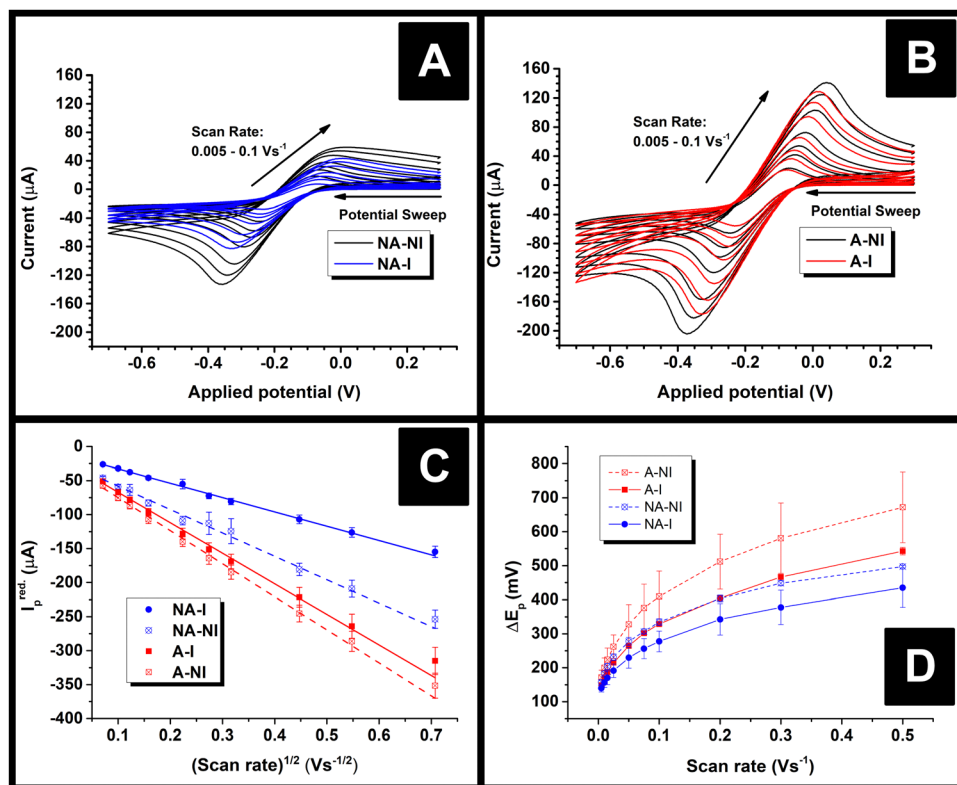 A
160
120
80
40
0
-40
-80
-120
-160
-200
Current (µA)
Scan Rate:
0.005 - 0.1 Vs-1
Potential Sweep
NA-NI
NA-I
-0.6
-0.4
-0.2
0.0
0.2
Applied potential (V)
B
160
120
80
40
0
-40
-80
-120
-160
-200
Current (µA)
Scan Rate:
0.005 - 0.1 Vs-1
Potential Sweep
A-NI
A-I
-0.6
-0.4
-0.2
0.0
0.2
Applied potential (V)
C
0
-50
-100
-150
-200
-250
-300
-350
-400
Ip red. (µA)
NA-I
NA-NI
A-I
A-NI
0.1
0.2
0.3
0.4
0.5
0.6
0.7
(Scan rate)1/2 (Vs-1/2)
D
800
700
600
500
400
300
200
100
ΔEp (mV)
A-NI
A-I
NA-NI
NA-I
0.0
0.1
0.2
0.3
0.4
0.5
Scan rate (Vs-1)